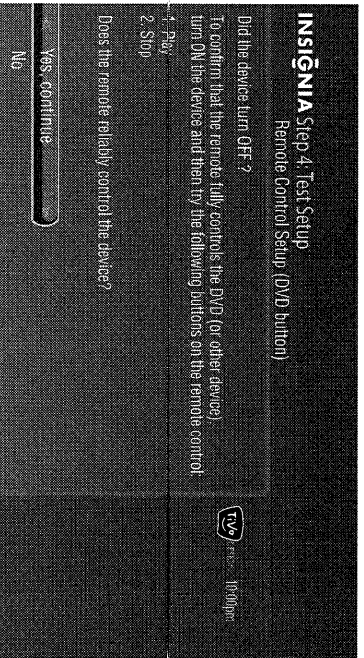 INSIGNIA Step 4: Test Setup
Remote Control Setup (DVD button)
TiVo
10:00pm
Did the device turn OFF ?
To confirm that the remote fully controls the DVD (or other device),
turn ON the device and then try the following buttons on the remote control:
1. Play
2. Stop
Does the remote reliably control the device?
Yes, continue
No